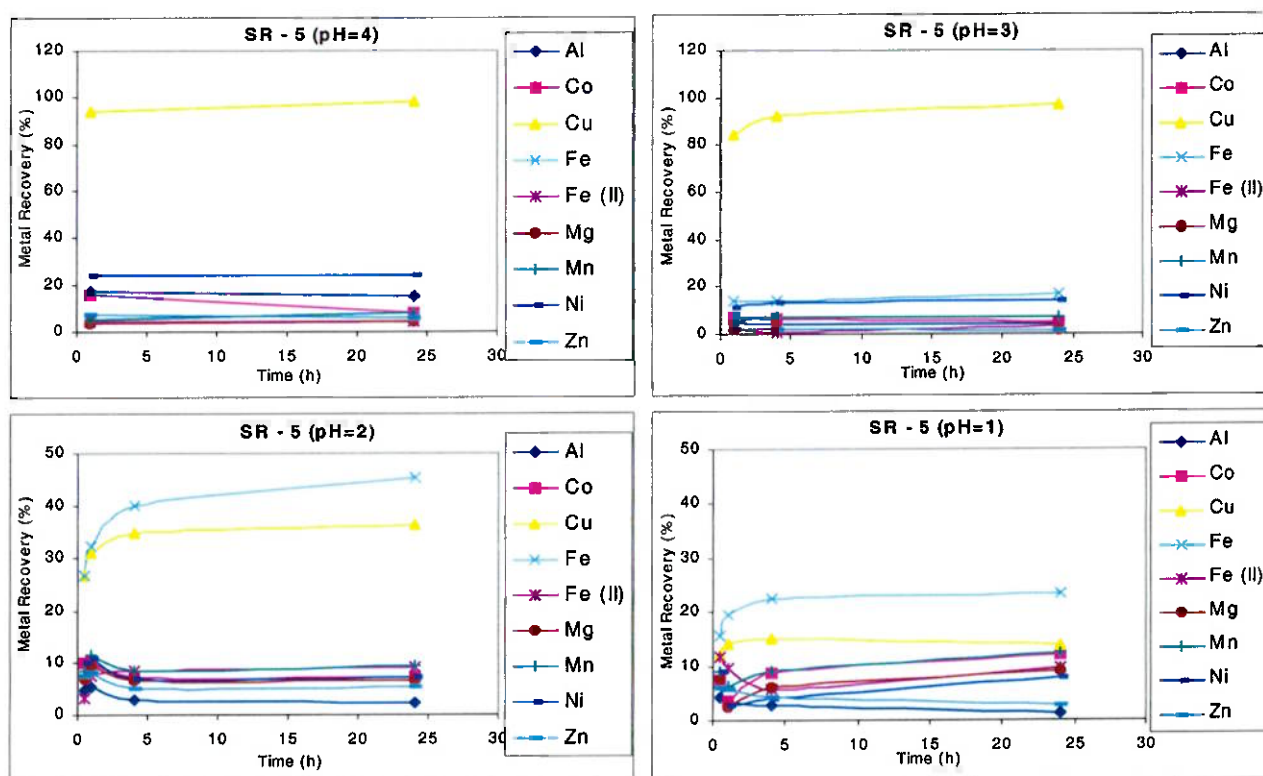 SR - 5 (pH=4)
Metal Recovery (%)
120
100
80
60
40
20
0
0 5 10 15 20 25 30
Time (h)
Al
Co
Cu
Fe
Fe (II)
Mg
Mn
Ni
Zn
SR - 5 (pH=3)
Metal Recovery (%)
120
100
80
60
40
20
0
0 5 10 15 20 25 30
Time (h)
Al
Co
Cu
Fe
Fe (II)
Mg
Mn
Ni
Zn
SR - 5 (pH=2)
Metal Recovery (%)
50
40
30
20
10
0
0 5 10 15 20 25 30
Time (h)
Al
Co
Cu
Fe
Fe (II)
Mg
Mn
Ni
Zn
SR - 5 (pH=1)
Metal Recovery (%)
50
40
30
20
10
0
0 5 10 15 20 25 30
Time (h)
Al
Co
Cu
Fe
Fe (II)
Mg
Mn
Ni
Zn